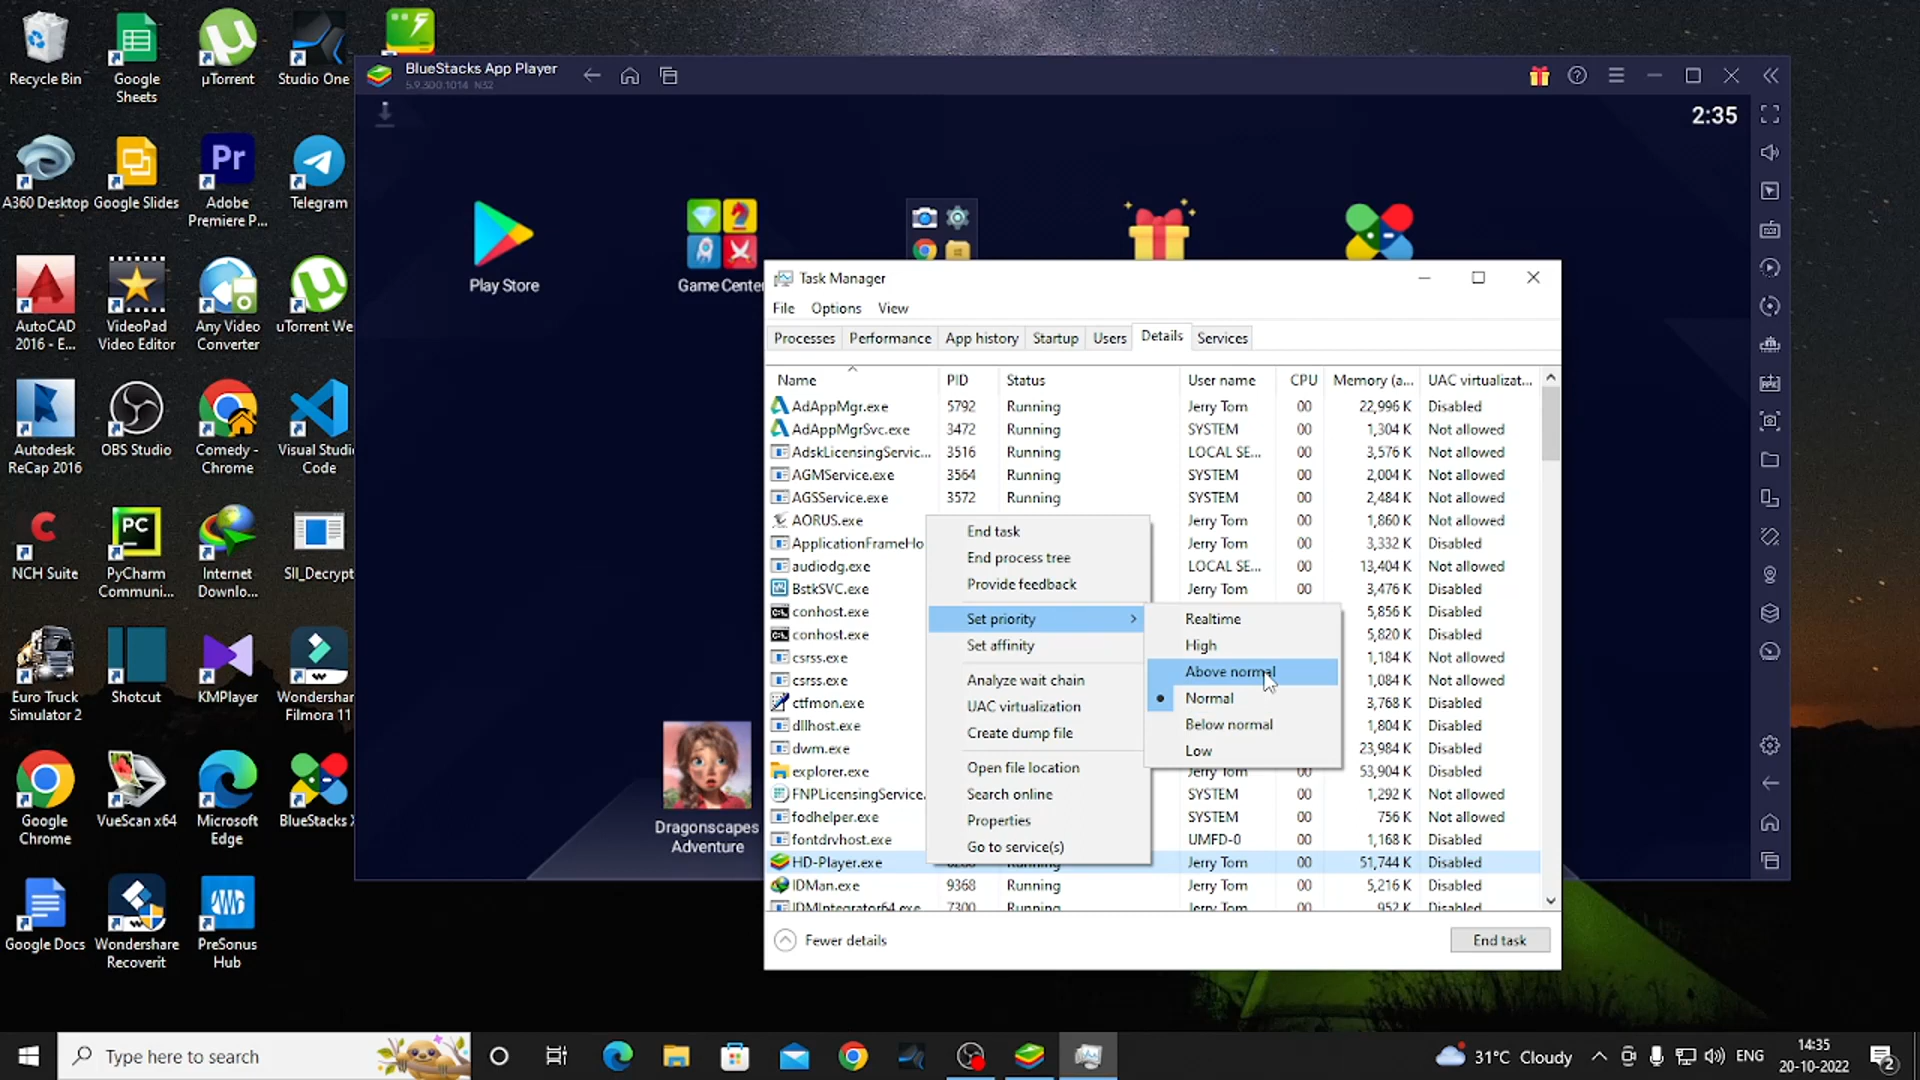 Recycle Bin
Google
Sheets
µTorrent
Studio One
A360 Desktop
Google Slides
Adobe
Premiere P...
Telegram
AutoCAD
2016 - E...
VideoPad
Video Editor
Any Video
Converter
uTorrent We
Autodesk
ReCap 2016
OBS Studio
Comedy -
Chrome
Visual Studi
Code
NCH Suite
PyCharm
Communi...
Internet
Downlo...
SII_Decrypt
Euro Truck
Simulator 2
Shotcut
KMPlayer
Wondershar
Filmora 11
Google
Chrome
VueScan x64
Microsoft
Edge
BlueStacks X
Google Docs
Wondershare
Recoverit
PreSonus
Hub
BlueStacks App Player
5.9.300.1014 N32
2:35
Play Store
Game Center
Dragonscapes
Adventure
Task Manager
File Options View
Processes Performance App history Startup Users Details Services
Name PID Status User name CPU Memory (a... UAC virtualizat...
AdAppMgr.exe 5792 Running Jerry Tom 00 22,996 K Disabled
AdAppMgrSvc.exe 3472 Running SYSTEM 00 1,304 K Not allowed
AdskLicensingServic... 3516 Running LOCAL SE... 00 3,576 K Not allowed
AGMService.exe 3564 Running SYSTEM 00 2,004 K Not allowed
AGSService.exe 3572 Running SYSTEM 00 2,484 K Not allowed
AORUS.exe Jerry Tom 00 1,860 K Not allowed
ApplicationFrameHo Jerry Tom 00 3,332 K Disabled
audiodg.exe LOCAL SE... 00 13,404 K Not allowed
BstkSVC.exe Jerry Tom 00 3,476 K Disabled
conhost.exe 5,856 K Disabled
conhost.exe 5,820 K Disabled
csrss.exe 1,184 K Not allowed
csrss.exe 1,084 K Not allowed
ctfmon.exe 3,768 K Disabled
dllhost.exe 1,804 K Disabled
dwm.exe 23,984 K Disabled
explorer.exe Jerry Tom 00 53,904 K Disabled
FNPLicensingService. SYSTEM 00 1,292 K Not allowed
fodhelper.exe SYSTEM 00 756 K Not allowed
fontdrvhost.exe UMFD-0 00 1,168 K Disabled
HD-Player.exe Running Jerry Tom 00 51,744 K Disabled
IDMan.exe 9368 Running Jerry Tom 00 5,216 K Disabled
IDMIntegrator64.exe 7300 Running Jerry Tom 00 952 K Disabled
End task
End process tree
Provide feedback
Set priority
Set affinity
Analyze wait chain
UAC virtualization
Create dump file
Open file location
Search online
Properties
Go to service(s)
Realtime
High
Above normal
Normal
Below normal
Low
Fewer details
End task
Type here to search
31°C Cloudy
ENG
14:35
20-10-2022
2